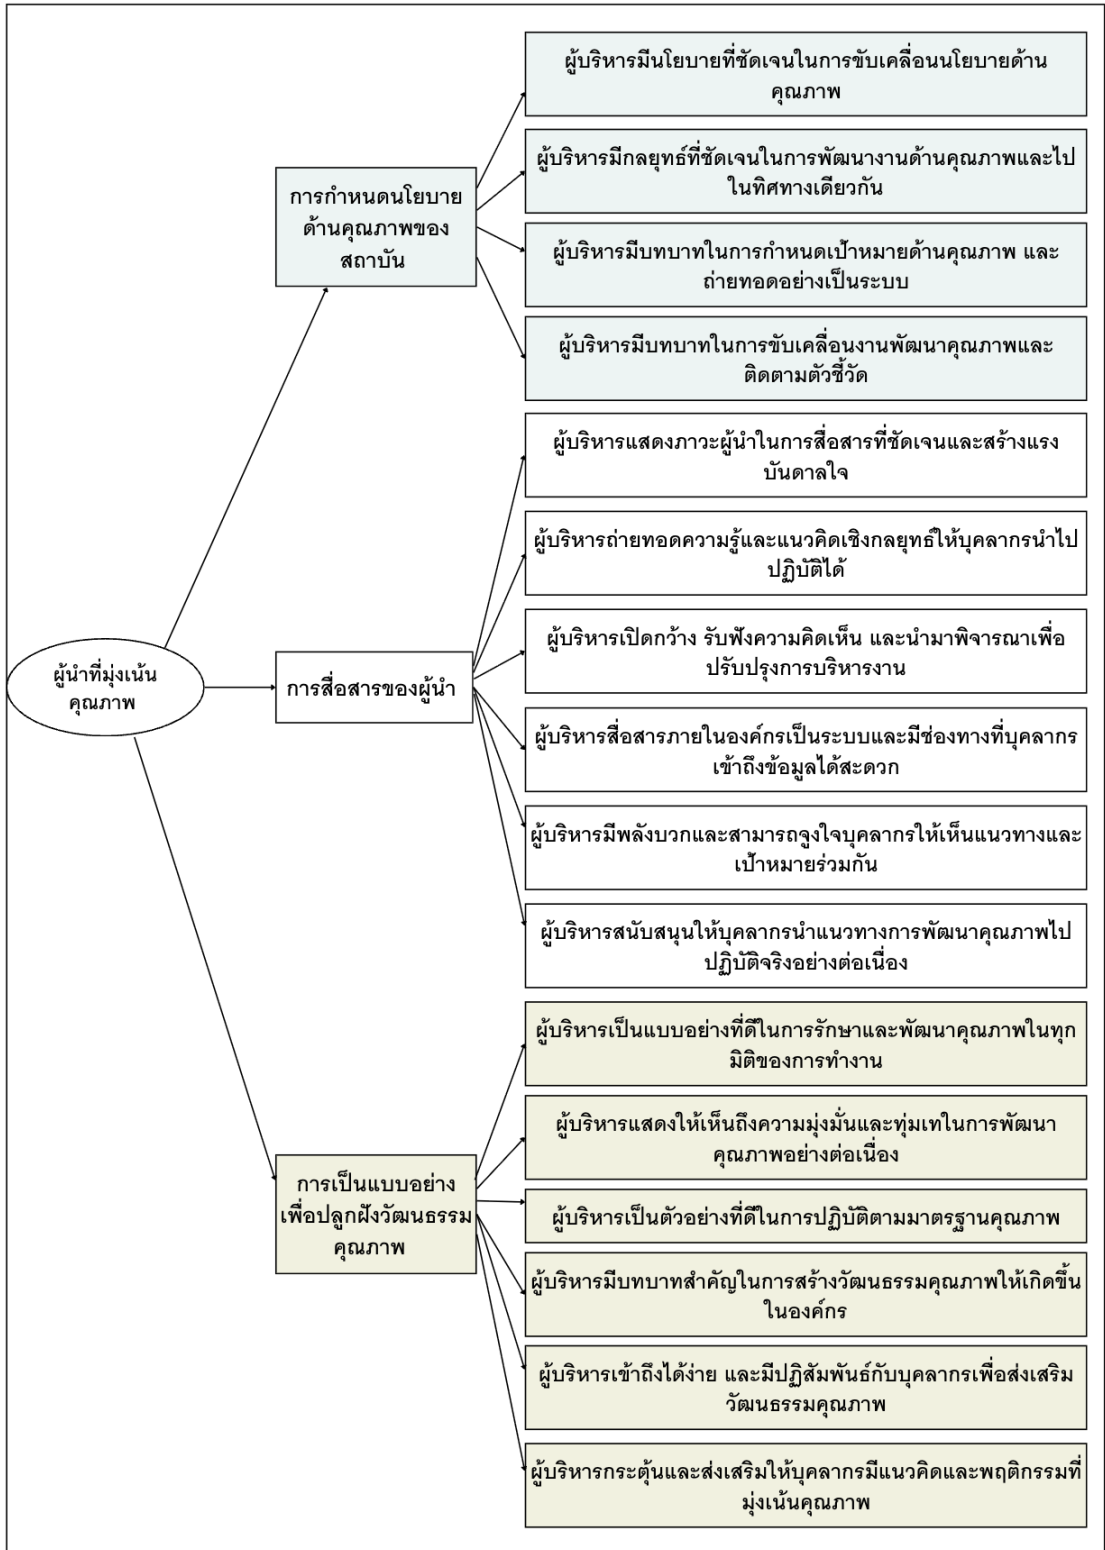 ผู้บริหารมีนโยบายที่ชัดเจนในการขับเคลื่อนนโยบายด้าน
คุณภาพ
ผู้บริหารมีกลยุทธ์ที่ชัดเจนในการพัฒนางานด้านคุณภาพและไป
ในทิศทางเดียวกัน
การกำหนดนโยบาย
ด้านคุณภาพของ
สถาบัน
ผู้บริหารมีบทบาทในการกำหนดเป้าหมายด้านคุณภาพ และ
ถ่ายทอดอย่างเป็นระบบ
ผู้บริหารมีบทบาทในการขับเคลื่อนงานพัฒนาคุณภาพและ
ติดตามตัวชี้วัด
ผู้บริหารแสดงภาวะผู้นำในการสื่อสารที่ชัดเจนและสร้างแรง
บันดาลใจ
ผู้บริหารถ่ายทอดความรู้และแนวคิดเชิงกลยุทธ์ให้บุคลากรนำไป
ปฏิบัติได้
ผู้บริหารเปิดกว้าง รับฟังความคิดเห็น และนำมาพิจารณาเพื่อ
ปรับปรุงการบริหารงาน
ผู้นำที่มุ่งเน้น
คุณภาพ
การสื่อสารของผู้นำ
ผู้บริหารสื่อสารภายในองค์กรเป็นระบบและมีช่องทางที่บุคลากร
เข้าถึงข้อมูลได้สะดวก
ผู้บริหารมีพลังบวกและสามารถจูงใจบุคลากรให้เห็นแนวทางและ
เป้าหมายร่วมกัน
ผู้บริหารสนับสนุนให้บุคลากรนำแนวทางการพัฒนาคุณภาพไป
ปฏิบัติจริงอย่างต่อเนื่อง
ผู้บริหารเป็นแบบอย่างที่ดีในการรักษาและพัฒนาคุณภาพในทุก
มิติของการทำงาน
ผู้บริหารแสดงให้เห็นถึงความมุ่งมั่นและทุ่มเทในการพัฒนา
คุณภาพอย่างต่อเนื่อง
การเป็นแบบอย่าง
เพื่อปลูกฝังวัฒนธรรม
คุณภาพ
ผู้บริหารเป็นตัวอย่างที่ดีในการปฏิบัติตามมาตรฐานคุณภาพ
ผู้บริหารมีบทบาทสำคัญในการสร้างวัฒนธรรมคุณภาพให้เกิดขึ้น
ในองค์กร
ผู้บริหารเข้าถึงได้ง่าย และมีปฏิสัมพันธ์กับบุคลากรเพื่อส่งเสริม
วัฒนธรรมคุณภาพ
ผู้บริหารกระตุ้นและส่งเสริมให้บุคลากรมีแนวคิดและพฤติกรรมที่
มุ่งเน้นคุณภาพ